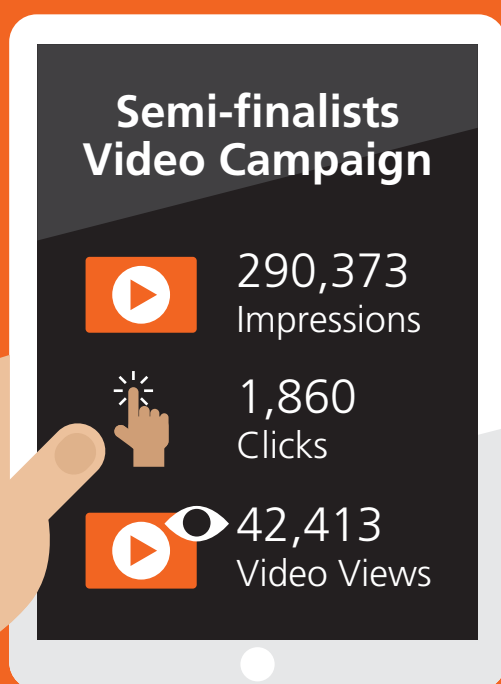 Semi-finalists
Video Campaign
290,373
Impressions
1,860
Clicks
42,413
Video Views